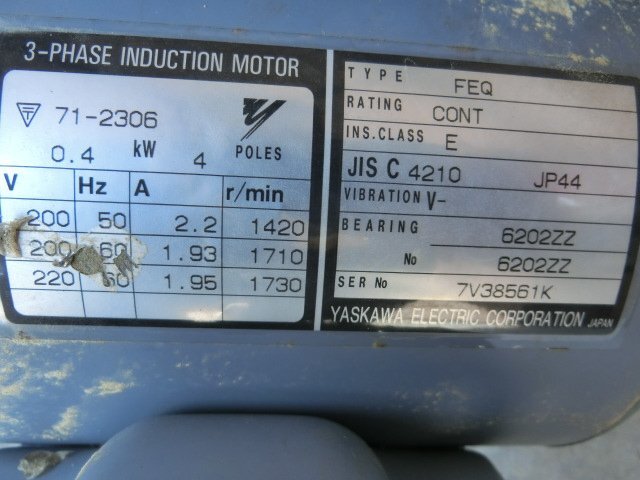 3-PHASE INDUCTION MOTOR
71-2306
0.4 kW 4 POLES
V Hz A r/min
200 50 2.2 1420
200 60 1.93 1710
220 60 1.95 1730
TYPE FEQ
RATING CONT
INS.CLASS E
JIS C 4210 JP44
VIBRATION V-
BEARING 6202ZZ
No 6202ZZ
SER No 7V38561K
YASKAWA ELECTRIC CORPORATION JAPAN